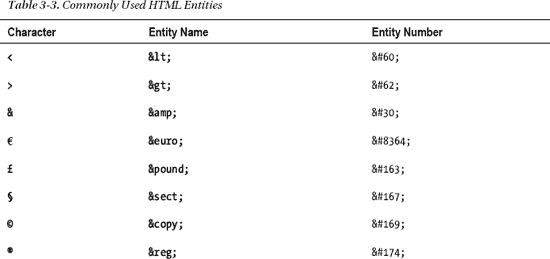 Table 3-3. Commonly Used HTML Entities
Character Entity Name Entity Number
< &lt; &#60;
> &gt; &#62;
& &amp; &#30;
€ &euro; &#8364;
£ &pound; &#163;
§ &sect; &#167;
© &copy; &#169;
® &reg; &#174;